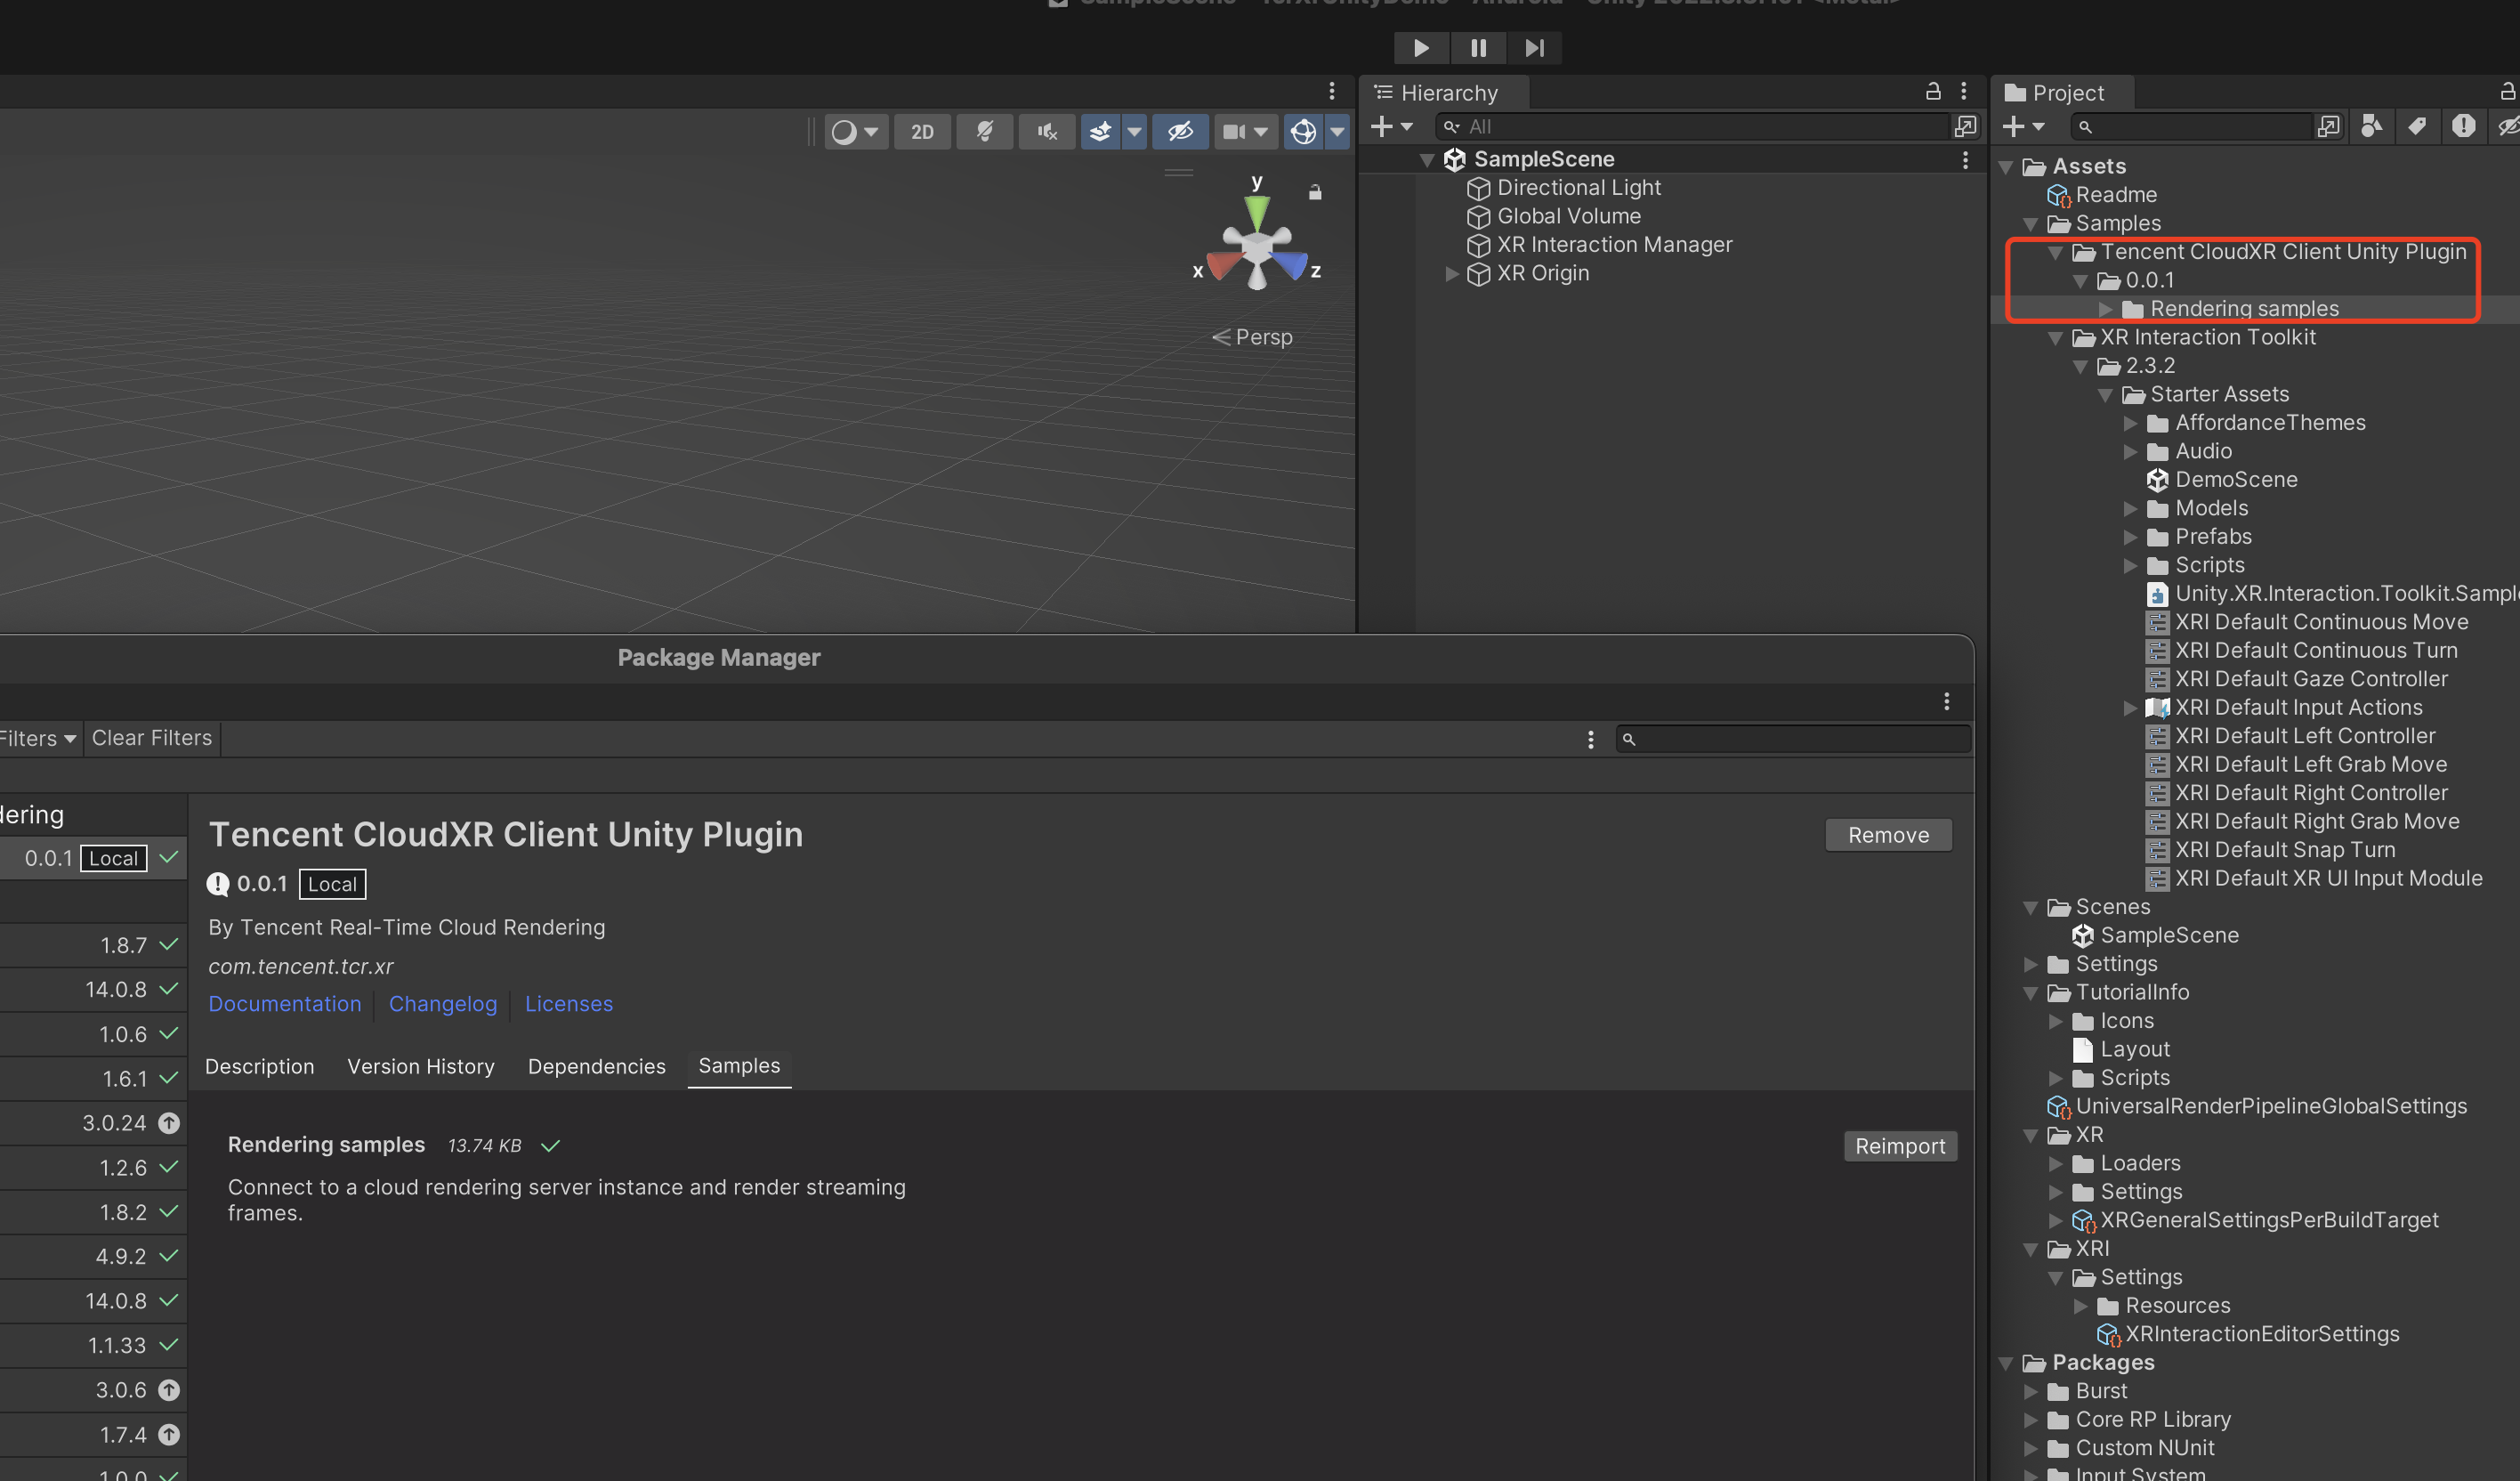 2D
y
x
z
Persp
Hierarchy
All
SampleScene
Directional Light
Global Volume
XR Interaction Manager
XR Origin
Project
Assets
Readme
Samples
Tencent CloudXR Client Unity Plugin
0.0.1
Rendering samples
XR Interaction Toolkit
2.3.2
Starter Assets
AffordanceThemes
Audio
DemoScene
Models
Prefabs
Scripts
Unity.XR.Interaction.Toolkit.Sampl
XRI Default Continuous Move
XRI Default Continuous Turn
XRI Default Gaze Controller
XRI Default Input Actions
XRI Default Left Controller
XRI Default Left Grab Move
XRI Default Right Controller
XRI Default Right Grab Move
XRI Default Snap Turn
XRI Default XR UI Input Module
Scenes
SampleScene
Settings
TutorialInfo
Icons
Layout
Scripts
UniversalRenderPipelineGlobalSettings
XR
Loaders
Settings
XRGeneralSettingsPerBuildTarget
XRI
Settings
Resources
XRInteractionEditorSettings
Packages
Burst
Core RP Library
Custom NUnit
Input System
Package Manager
Filters
Clear Filters
dering
0.0.1 Local
1.8.7
14.0.8
1.0.6
1.6.1
3.0.24
1.2.6
1.8.2
4.9.2
14.0.8
1.1.33
3.0.6
1.7.4
1.0.0
Tencent CloudXR Client Unity Plugin
Remove
0.0.1 Local
By Tencent Real-Time Cloud Rendering
com.tencent.tcr.xr
Documentation Changelog Licenses
Description Version History Dependencies Samples
Rendering samples 13.74 KB
Reimport
Connect to a cloud rendering server instance and render streaming
frames.